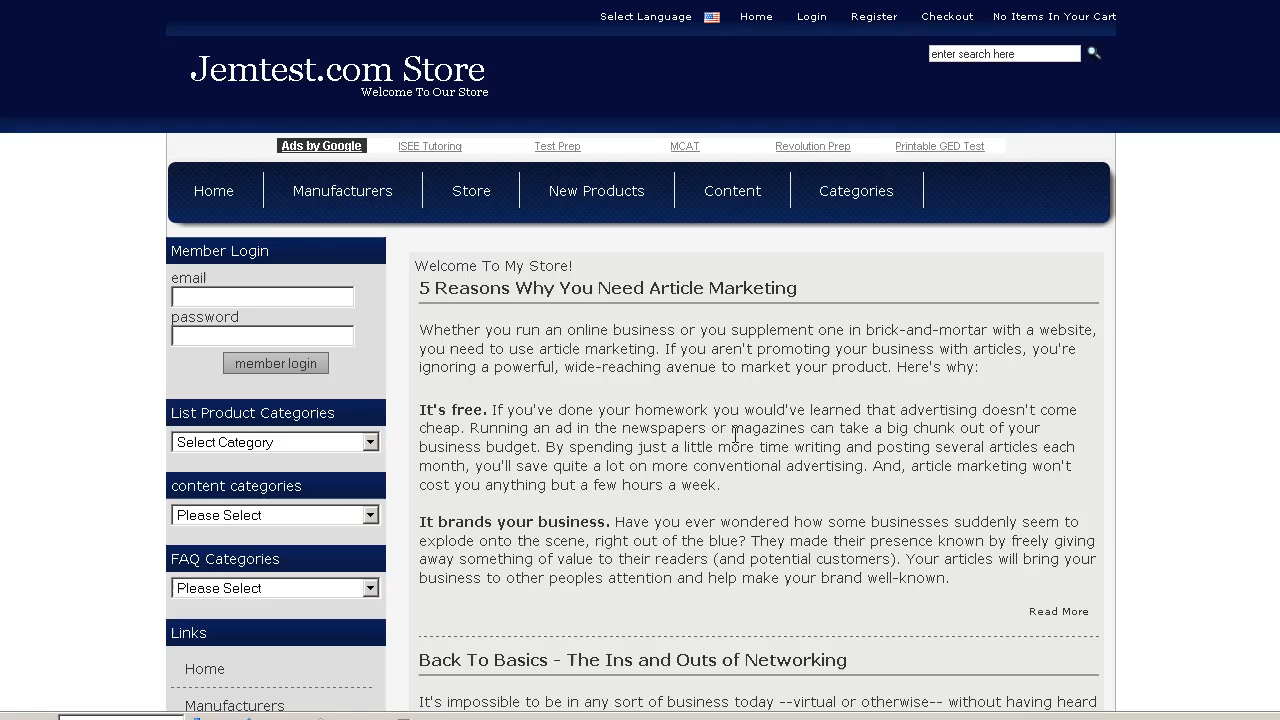 Select Language Home Login Register Checkout No Items In Your Cart
enter search here
Jemtest.com Store
Welcome To Our Store
Ads by Google ISEE Tutoring Test Prep MCAT Revolution Prep Printable GED Test
Home Manufacturers Store New Products Content Categories
Member Login
email
password
member login
List Product Categories
Select Category
content categories
Please Select
FAQ Categories
Please Select
Links
Home
Manufacturers
Welcome To My Store!
5 Reasons Why You Need Article Marketing
Whether you run an online business or you supplement one in brick-and-mortar with a website,
you need to use article marketing. If you aren't promoting your business with articles, you're
ignoring a powerful, wide-reaching avenue to market your product. Here's why:
It's free. If you've done your homework you would've learned that advertising doesn't come
cheap. Running an ad in the newspapers or magazines can take a big chunk out of your
business budget. By spending just a little more time writing and posting several articles each
month, you'll save quite a lot on more conventional advertising. And, article marketing won't
cost you anything but a few hours a week.
It brands your business. Have you ever wondered how some businesses suddenly seem to
explode onto the scene, right out of the blue? They made their presence known by freely giving
away something of value to their readers (and potential customers). Your articles will bring your
business to other peoples attention and help make your brand well-known.
Read More
Back To Basics - The Ins and Outs of Networking
It's impossible to be in any sort of business today --virtual or otherwise-- without having heard